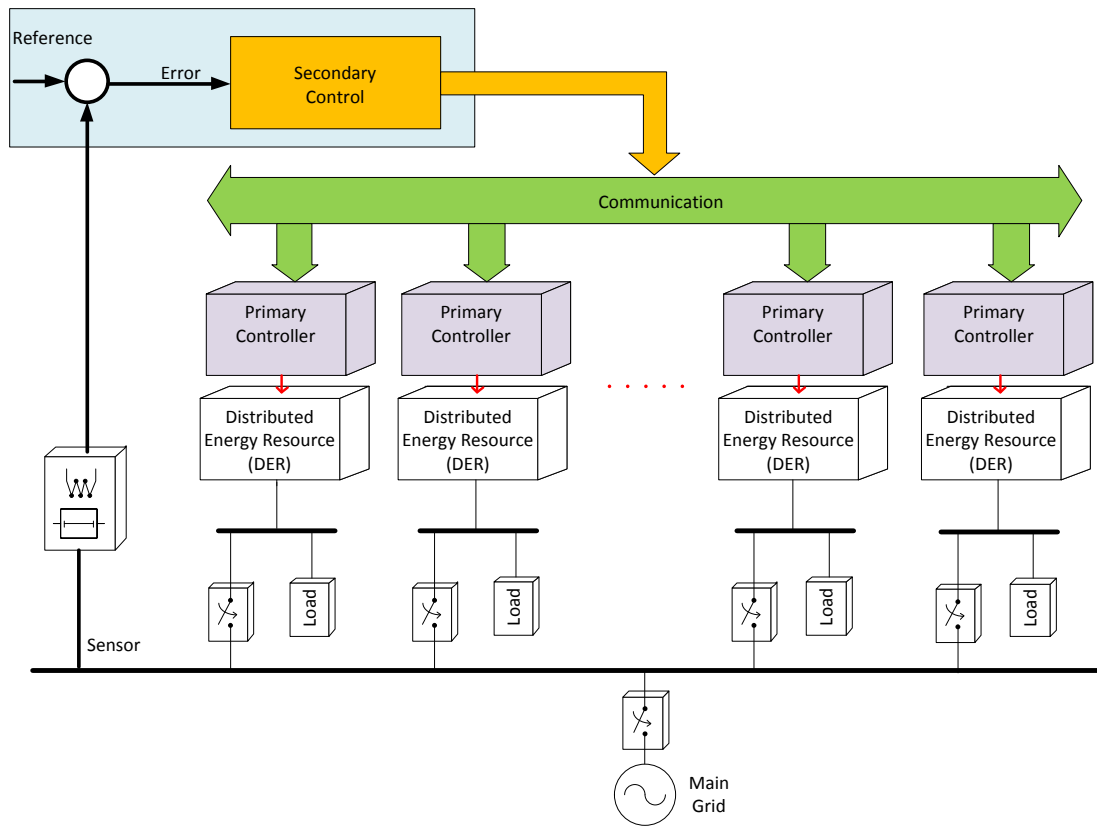 Reference
Error
Secondary
Control
Communication
Primary
Controller
Primary
Controller
Primary
Controller
Primary
Controller
Distributed
Energy Resource
(DER)
Distributed
Energy Resource
(DER)
Distributed
Energy Resource
(DER)
Distributed
Energy Resource
(DER)
Load
Load
Load
Load
Sensor
Main
Grid